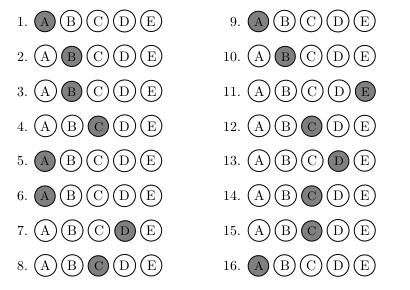 1. A B C D E
2. A B C D E
3. A B C D E
4. A B C D E
5. A B C D E
6. A B C D E
7. A B C D E
8. A B C D E
9. A B C D E
10. A B C D E
11. A B C D E
12. A B C D E
13. A B C D E
14. A B C D E
15. A B C D E
16. A B C D E